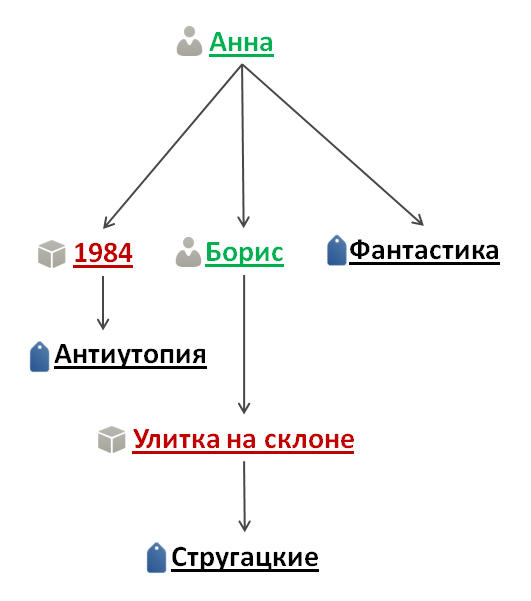 Анна
1984
Борис
Фантастика
Антиутопия
Улитка на склоне
Стругацкие